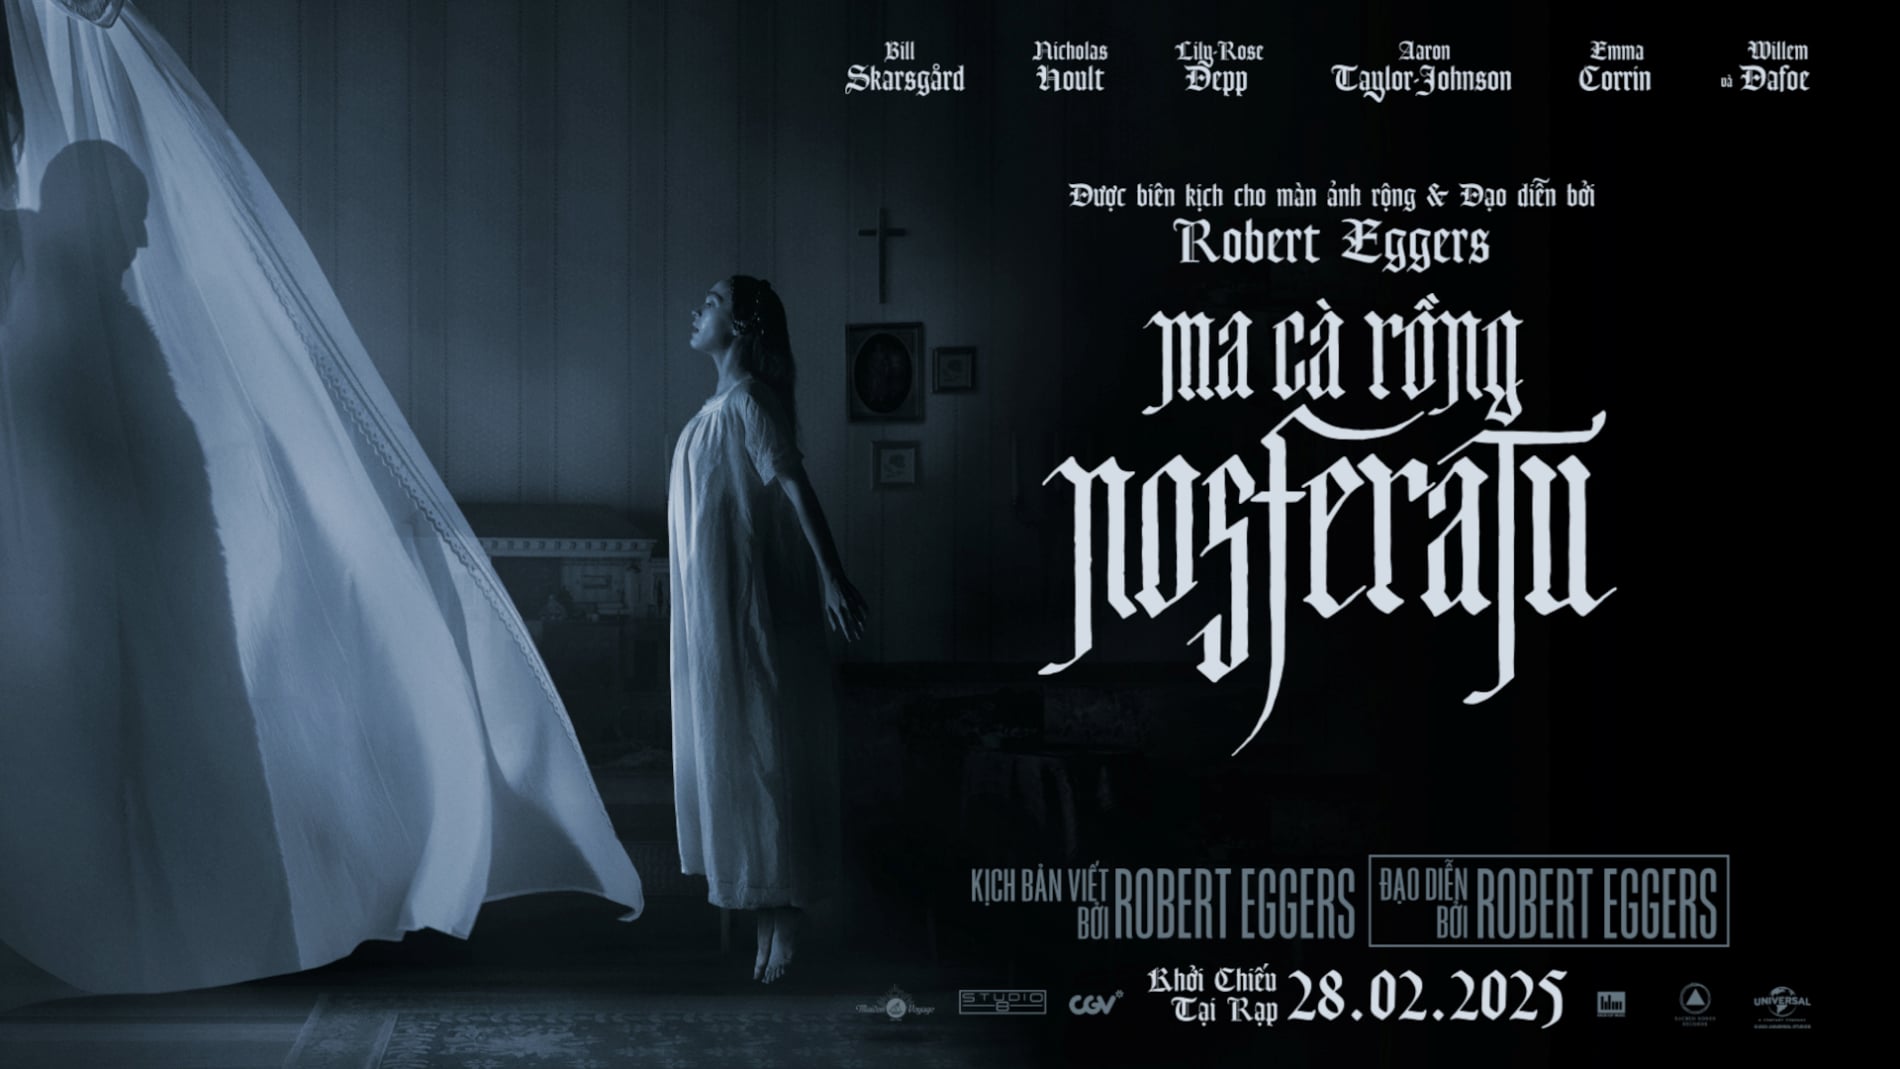 Bill Skarsgård
Nicholas Hoult
Lily-Rose Depp
Aaron Taylor-Johnson
Emma Corrin
và Willem Dafoe
Được biên kịch cho màn ảnh rộng & Đạo diễn bởi
Robert Eggers
ma cà rồng
nosferatu
KỊCH BẢN VIẾT BỞI ROBERT EGGERS
ĐẠO DIỄN BỞI ROBERT EGGERS
Khởi Chiếu Tại Rạp 28.02.2025
Maiden Voyage
STUDIO 8
CGV
UNIVERSAL